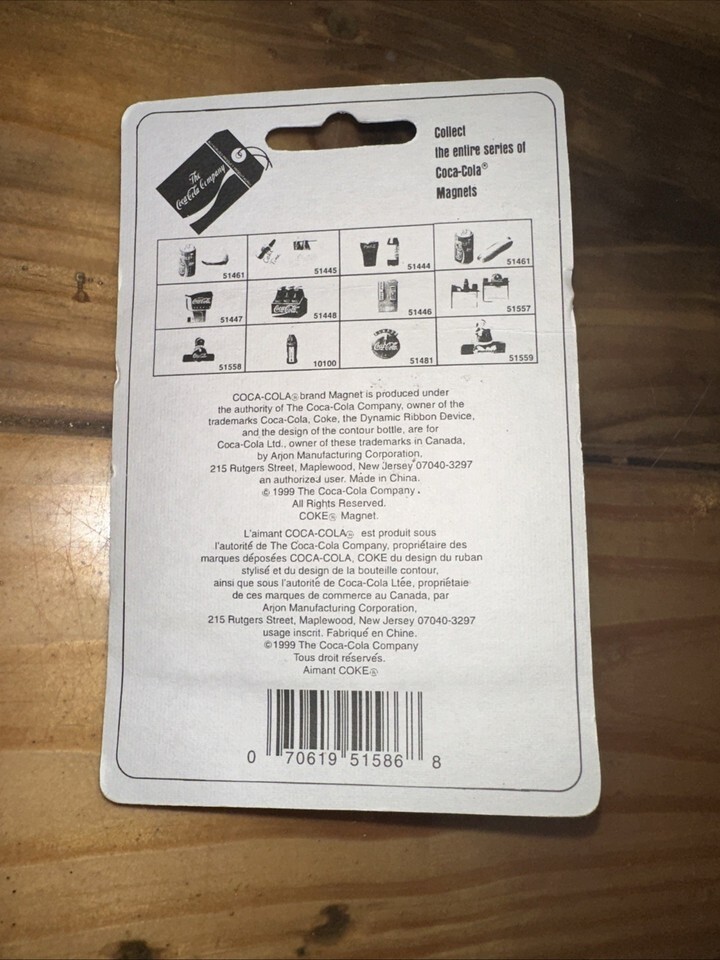 Collect
the entire series of
Coca-Cola®
Magnets
The
Coca-Cola Company
51461
51445
51444
51461
51447
51448
51446
51557
51558
10100
51481
51559
COCA-COLA® brand Magnet is produced under
the authority of The Coca-Cola Company, owner of the
trademarks Coca-Cola, Coke, the Dynamic Ribbon Device,
and the design of the contour bottle, are for
Coca-Cola Ltd., owner of these trademarks in Canada,
by Arjon Manufacturing Corporation,
215 Rutgers Street, Maplewood, New Jersey 07040-3297
an authorized user. Made in China.
© 1999 The Coca-Cola Company.
All Rights Reserved.
COKE® Magnet.
L'aimant COCA-COLA® est produit sous
l'autorité de The Coca-Cola Company, propriétaire des
marques déposées COCA-COLA, COKE du design du ruban
stylisé et du design de la bouteille contour,
ainsi que sous l'autorité de Coca-Cola Ltée, propriétaie
de ces marques de commerce au Canada, par
Arjon Manufacturing Corporation,
215 Rutgers Street, Maplewood, New Jersey 07040-3297
usage inscrit. Fabriqué en Chine.
©1999 The Coca-Cola Company
Tous droit réservés.
Aimant COKE®
0 70619 51586 8